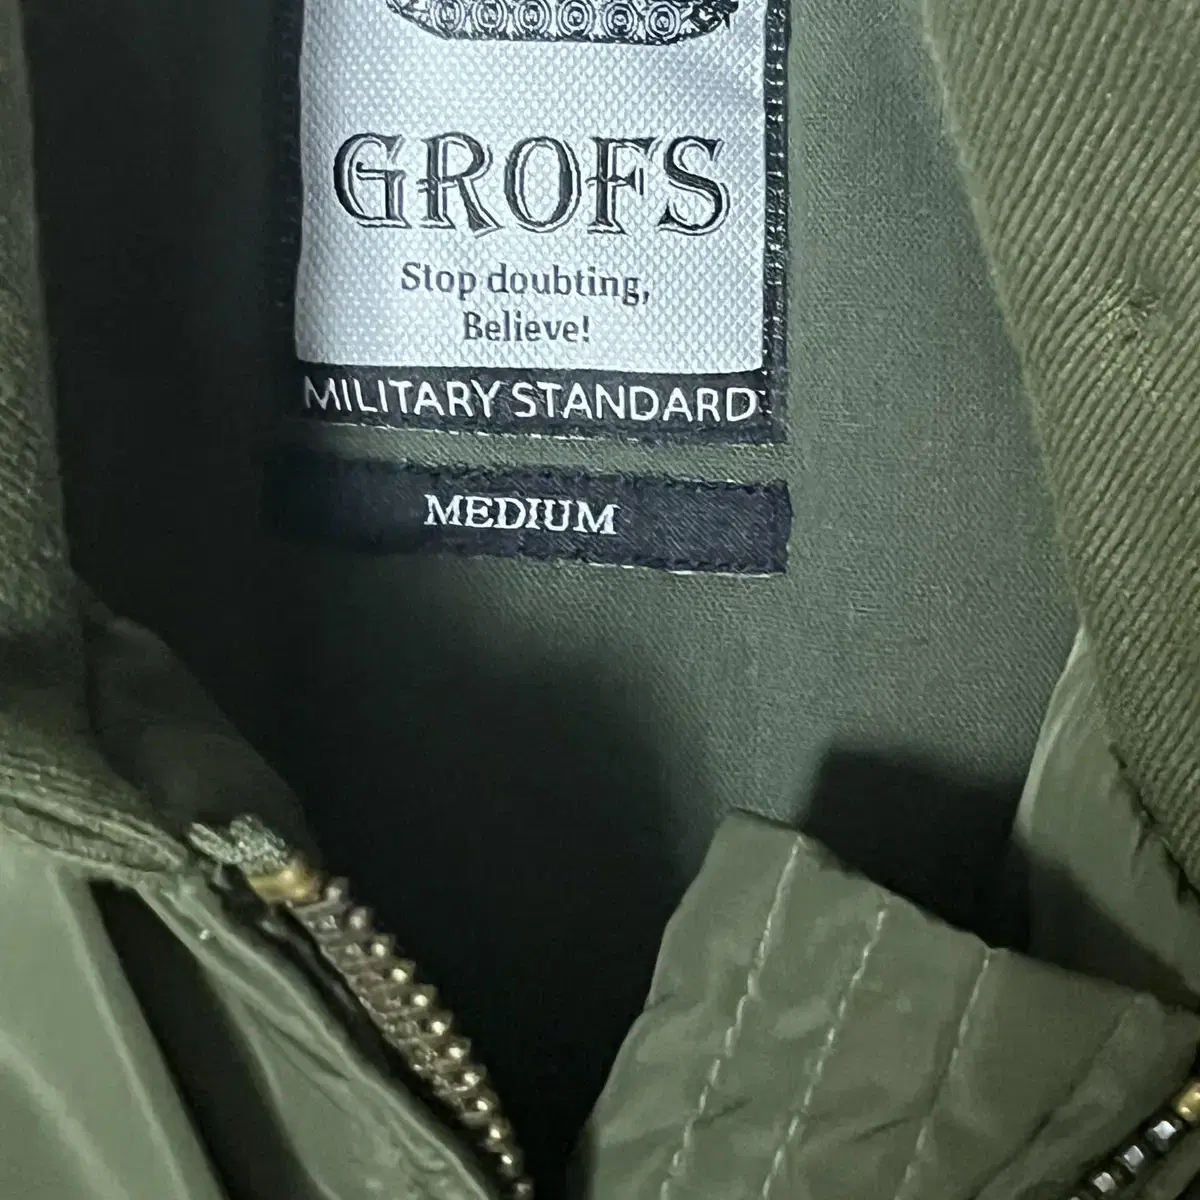 GROFS
Stop doubting,
Believe!
MILITARY STANDARD
MEDIUM